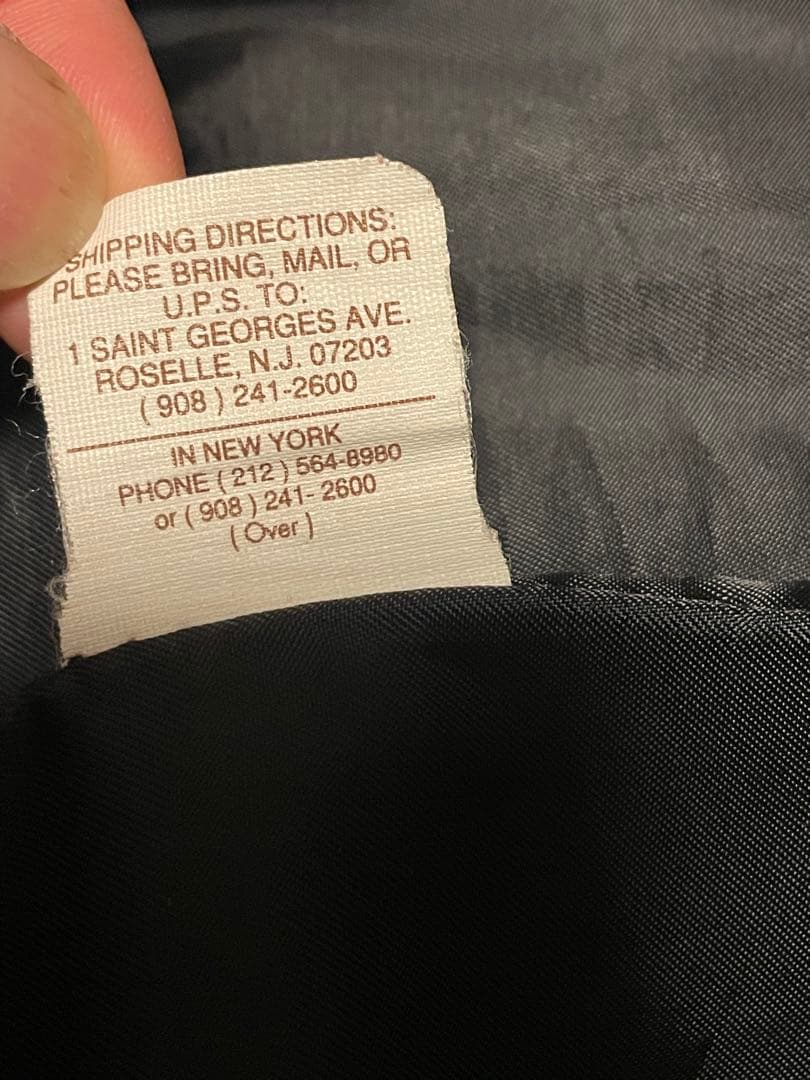 SHIPPING DIRECTIONS:
PLEASE BRING, MAIL, OR
U.P.S. TO:
1 SAINT GEORGES AVE.
ROSELLE, N.J. 07203
( 908 ) 241-2600
IN NEW YORK
PHONE ( 212 ) 564-8980
or ( 908 ) 241- 2600
( Over )